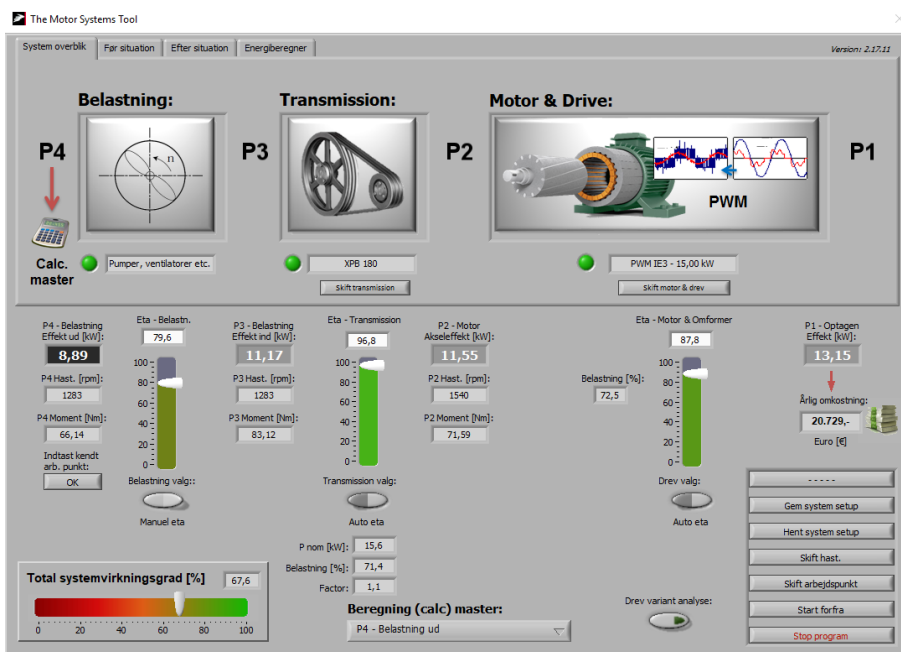 The Motor Systems Tool
System overblik
Før situation
Efter situation
Energiberegner
Version: 2.17.11
Belastning:
Transmission:
Motor & Drive:
P4
P3
P2
P1
n
PWM
Calc.
master
Pumper, ventilatorer etc.
XPB 180
PWM IE3 - 15,00 kW
Skift transmission
Skift motor & drev
P4 - Belastning
Effekt ud [kW]:
8,89
P4 Hast. [rpm]:
1283
P4 Moment [Nm]:
66,14
Indtast kendt
arb. punkt:
OK
Eta - Belastn.
79,6
100
80
60
40
20
0
Belastning valg::
Manuel eta
P3 - Belastning
Effekt ind [kW]:
11,17
P3 Hast. [rpm]:
1283
P3 Moment [Nm]:
83,12
Eta - Transmission
96,8
100
80
60
40
20
0
Transmission valg:
Auto eta
P2 - Motor
Akseleffekt [kW]:
11,55
P2 Hast. [rpm]:
1540
P2 Moment [Nm]:
71,59
Belastning [%]:
72,5
Eta - Motor & Omformer
87,8
100
80
60
40
20
0
Drev valg:
Auto eta
P1 - Optagen
Effekt [kW]:
13,15
Årlig omkostning:
20.729,-
Euro [€]
P nom [kW]:
15,6
Belastning [%]:
71,4
Factor:
1,1
Total systemvirkningsgrad [%]
67,6
0 20 40 60 80 100
Beregning (calc) master:
P4 - Belastning ud
Drev variant analyse:
- - - - -
Gem system setup
Hent system setup
Skift hast.
Skift arbejdspunkt
Start forfra
Stop program